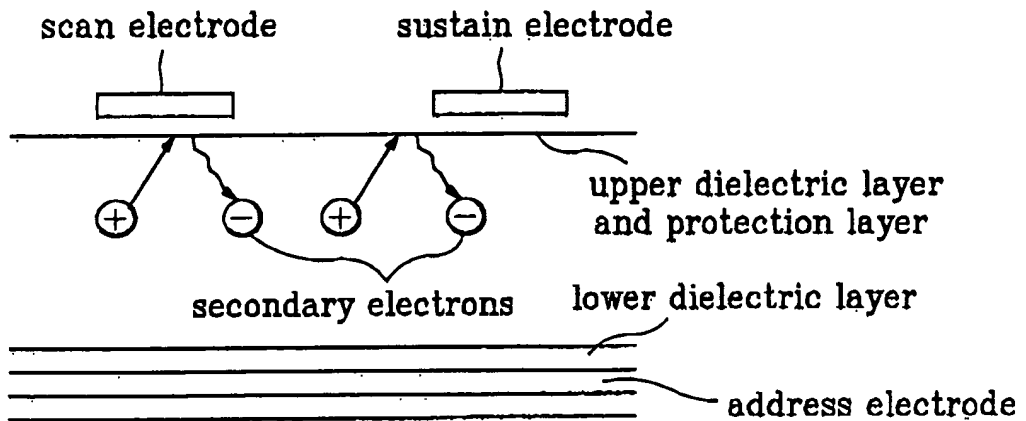 scan electrode
sustain electrode
+
−
+
−
upper dielectric layer
and protection layer
secondary electrons
lower dielectric layer
address electrode